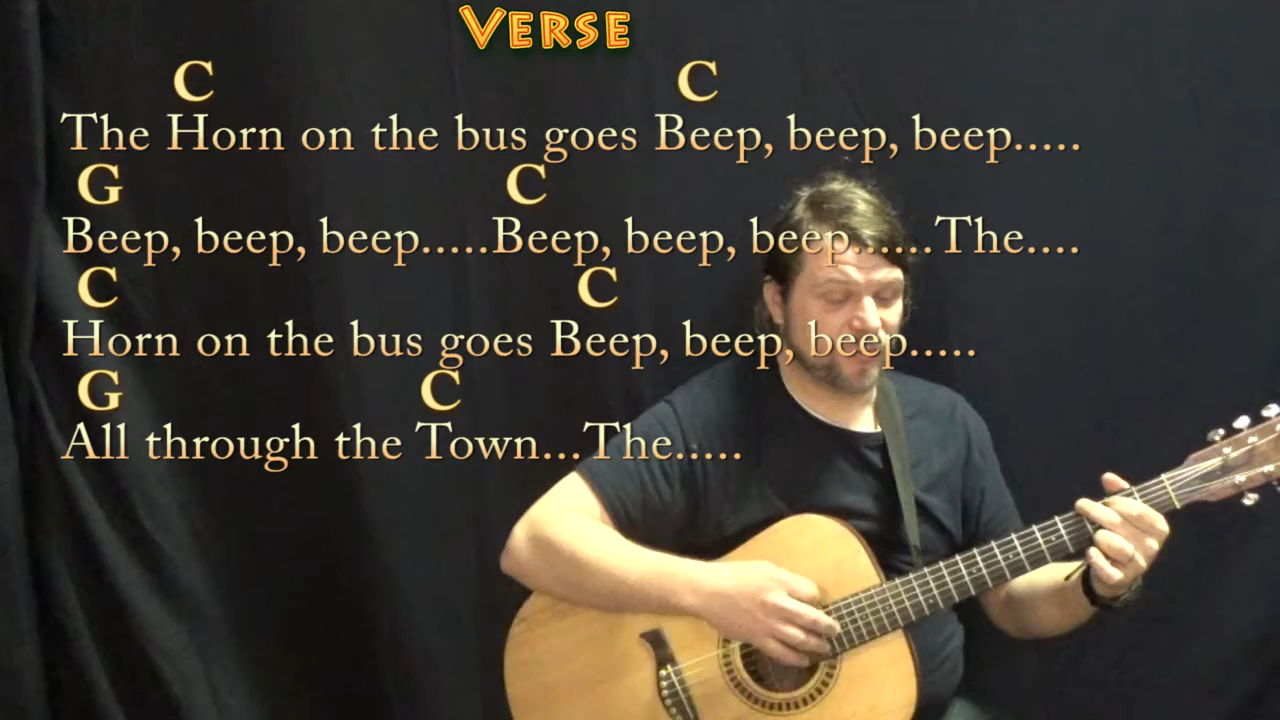 VERSE
C C
The Horn on the bus goes Beep, beep, beep.....
G C
Beep, beep, beep.....Beep, beep, beep......The....
C C
Horn on the bus goes Beep, beep, beep.....
G C
All through the Town...The.....